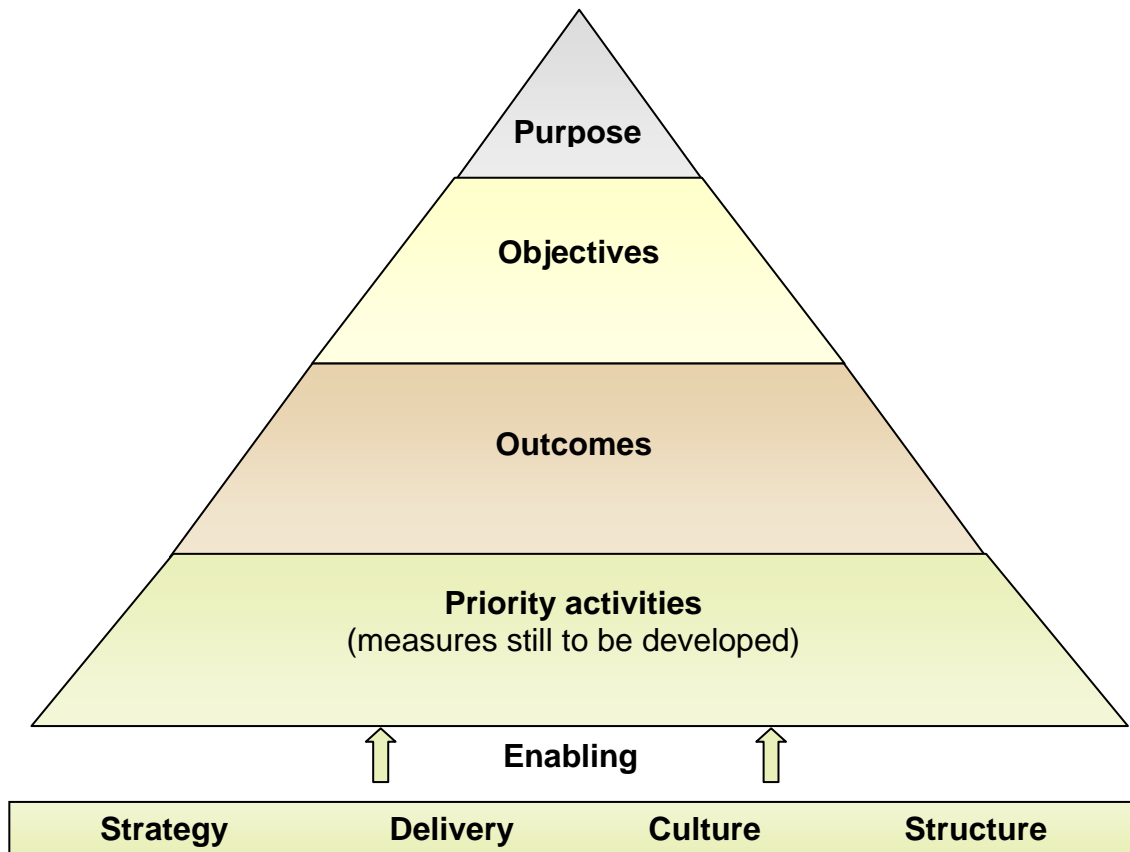 Purpose
Objectives
Outcomes
Priority activities
(measures still to be developed)
Enabling
Strategy Delivery Culture Structure